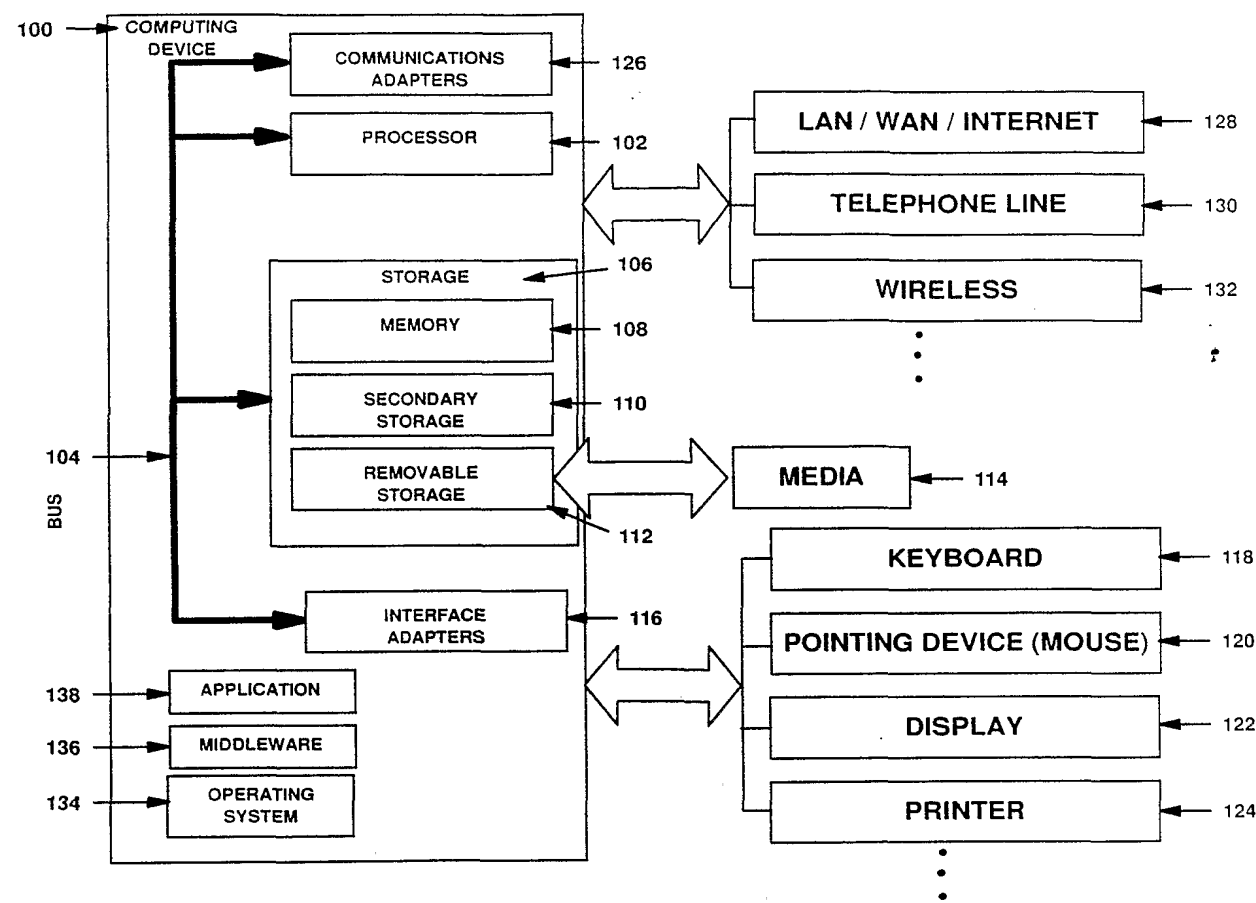 100
COMPUTING
DEVICE
COMMUNICATIONS
ADAPTERS
126
PROCESSOR
102
LAN / WAN / INTERNET
128
TELEPHONE LINE
130
WIRELESS
132
STORAGE
106
MEMORY
108
SECONDARY
STORAGE
110
REMOVABLE
STORAGE
112
MEDIA
114
104
BUS
KEYBOARD
118
INTERFACE
ADAPTERS
116
POINTING DEVICE (MOUSE)
120
DISPLAY
122
PRINTER
124
138
APPLICATION
136
MIDDLEWARE
134
OPERATING
SYSTEM